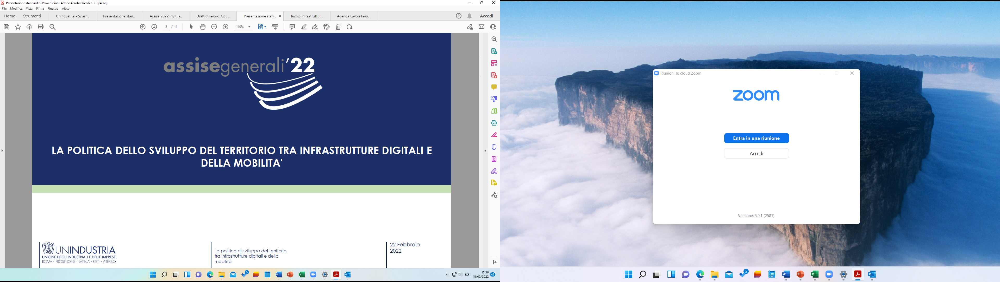 Presentazione standard di PowerPoint - Adobe Acrobat Reader DC (64-bit)
File Modifica Vista Firma Finestra Aiuto
Home Strumenti Unindustria - Sciarr... Presentazione stan... Assise 2022 inviti a... Draft di lavoro_GdL... Presentazione stan... Tavolo infrastruttur... Agenda Lavori tavo... Accedi
2 / 11 110%
assisegenerali'22
LA POLITICA DELLO SVILUPPO DEL TERRITORIO TRA INFRASTRUTTURE DIGITALI E
DELLA MOBILITA'
UNINDUSTRIA
UNIONE DEGLI INDUSTRIALI E DELLE IMPRESE
ROMA • FROSINONE • LATINA • RIETI • VITERBO
La politica di sviluppo del territorio
tra infrastrutture digitali e della
mobilità
22 Febbraio
2022
5
17:36
18/02/2022
43
Riunioni su cloud Zoom
zoom
Entra in una riunione
Accedi
Versione: 5.9.1 (2581)
5